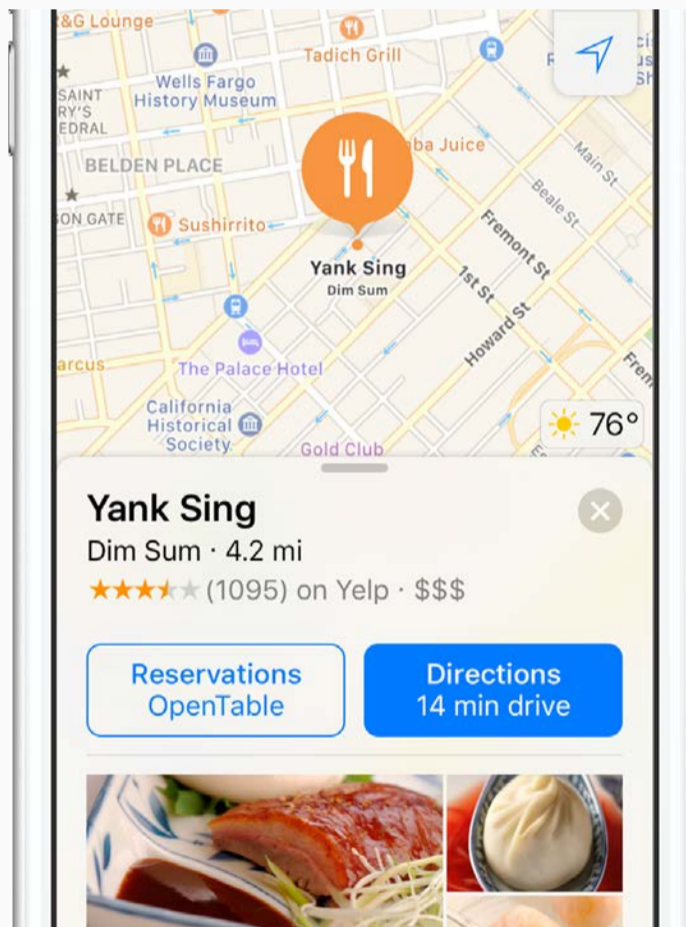 R&G Lounge
Tadich Grill
Wells Fargo
History Museum
SAINT
RY'S
EDRAL
BELDEN PLACE
ba Juice
Main St
Beale St
SON GATE
Sushirrito
Fremont St
Yank Sing
Dim Sum
1st St
Howard St
The Palace Hotel
arcus
Frem
California
Historical
Society
76°
Gold Club
Yank Sing
Dim Sum · 4.2 mi
(1095) on Yelp · $$$
Reservations
OpenTable
Directions
14 min drive